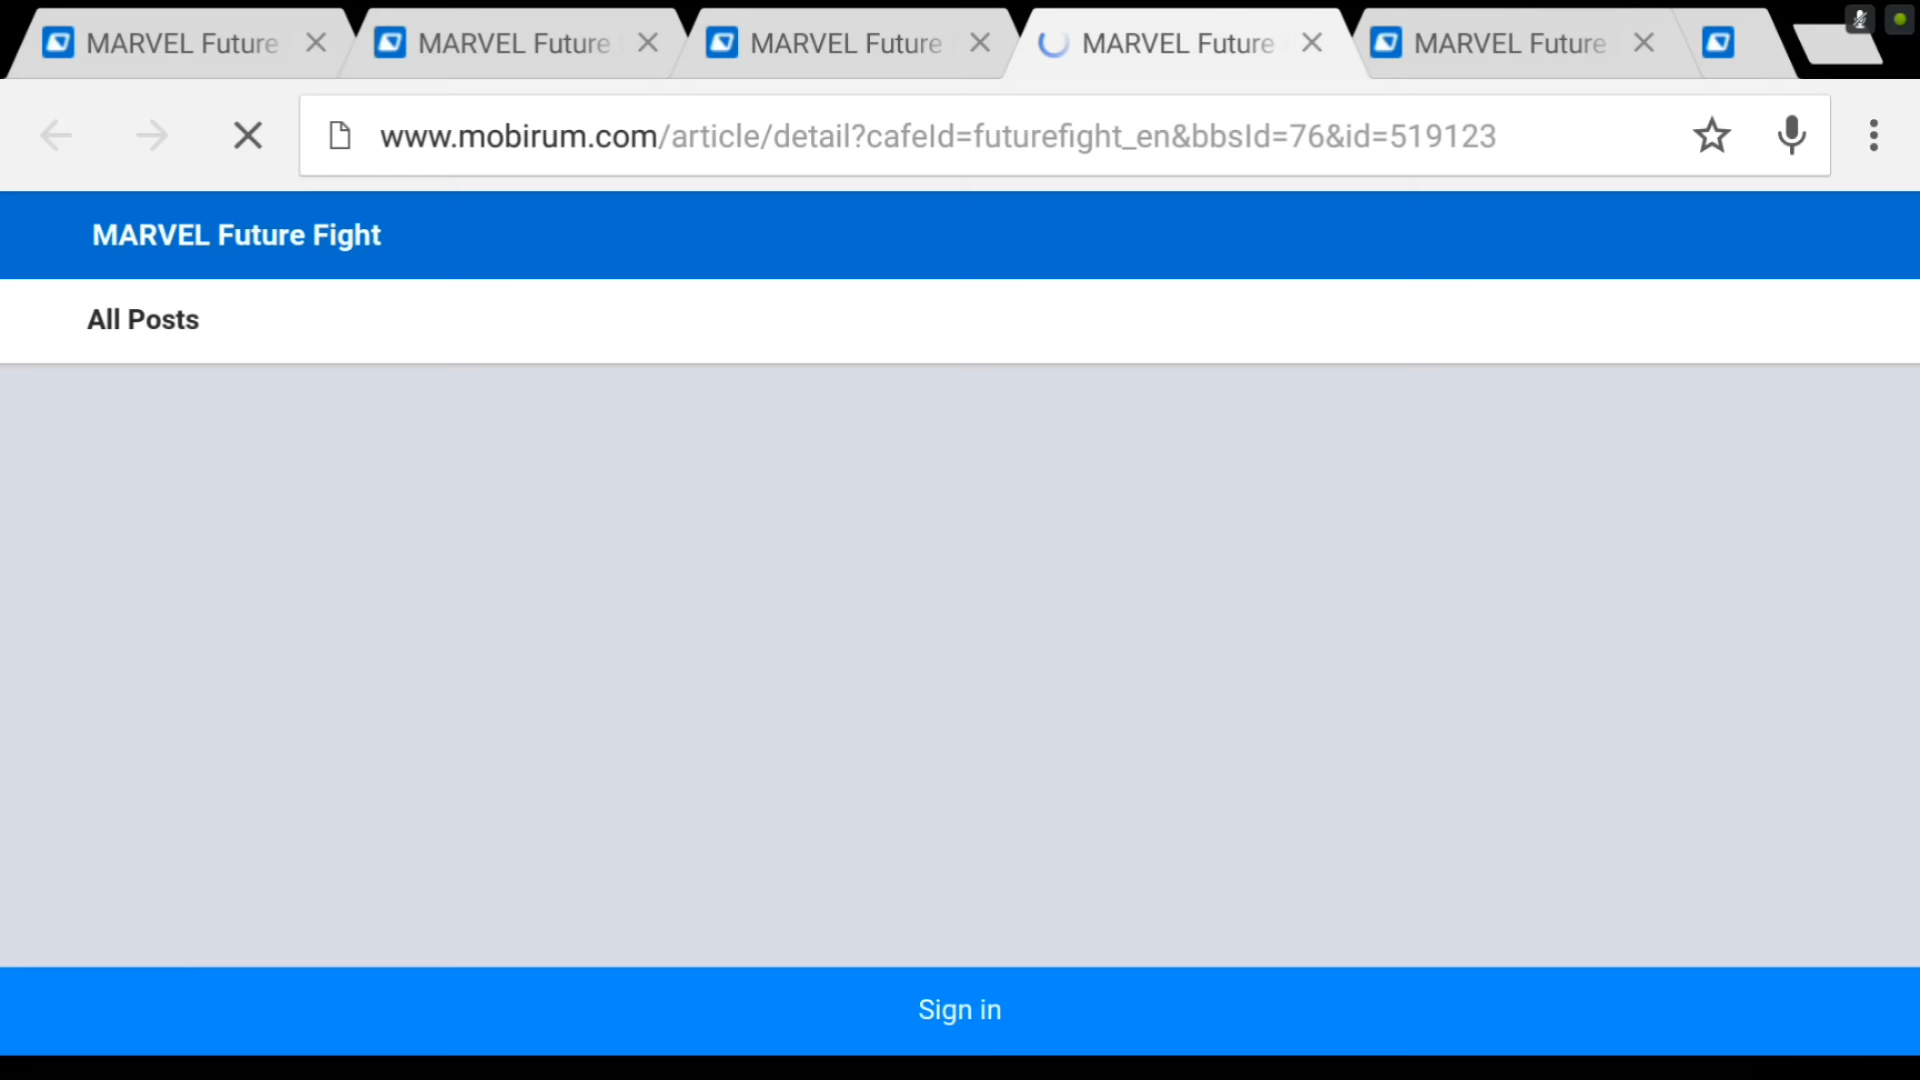 MARVEL Future
MARVEL Future
MARVEL Future
MARVEL Future
MARVEL Future
www.mobirum.com/article/detail?cafeId=futurefight_en&bbsId=76&id=519123
MARVEL Future Fight
All Posts
Sign in